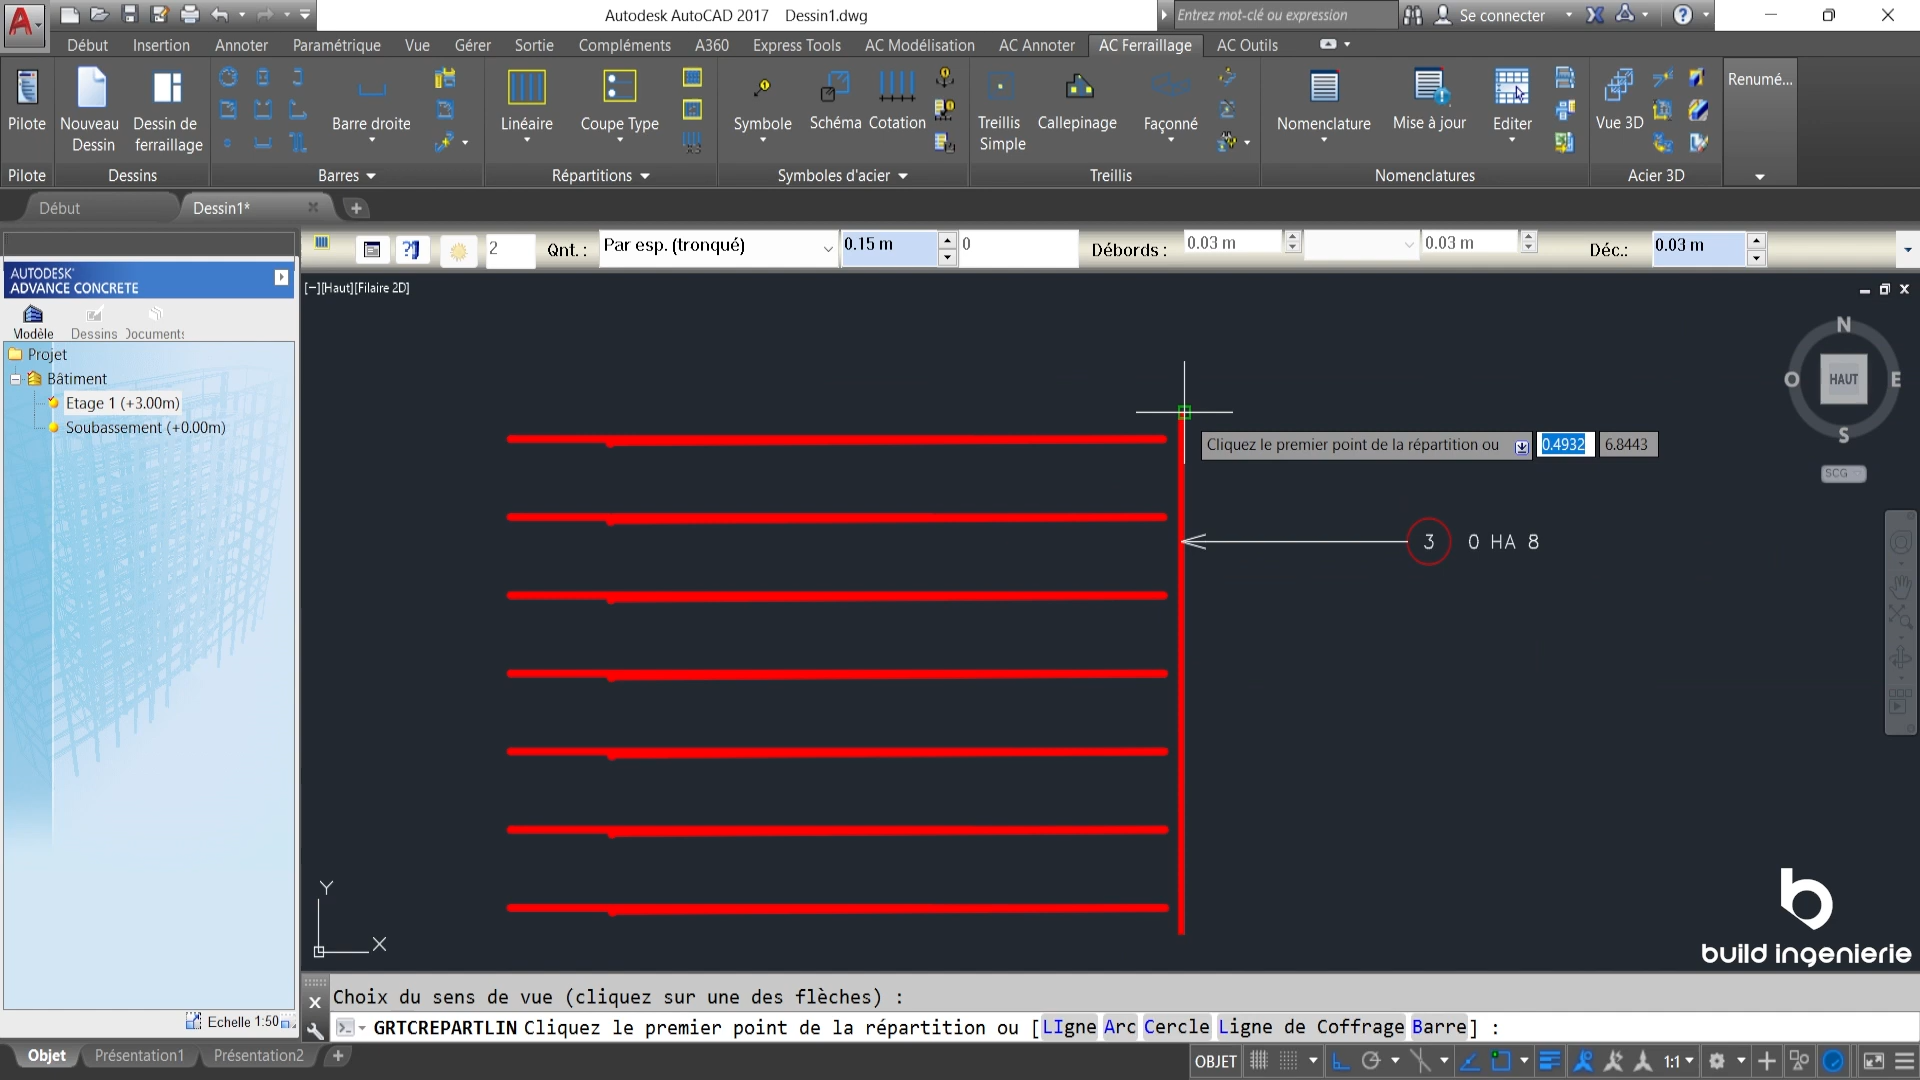 Autodesk AutoCAD 2017 Dessin1.dwg
Entrez mot-clé ou expression
Se connecter
Début Insertion Annoter Paramétrique Vue Gérer Sortie Compléments A360 Express Tools AC Modélisation AC Annoter AC Ferraillage AC Outils
Pilote Nouveau Dessin Dessin de ferraillage Barre droite Linéaire Coupe Type Symbole Schéma Cotation Treillis Simple Callepinage Façonné Nomenclature Mise à jour Editer Vue 3D Renumé...
Pilote Dessins Barres Répartitions Symboles d'acier Treillis Nomenclatures Acier 3D
Début Dessin1*
2 Qnt.: Par esp. (tronqué) 0.15 m 0 Débords : 0.03 m 0.03 m Déc.: 0.03 m
AUTODESK
ADVANCE CONCRETE
Modèle Dessins Documents
Projet
Bâtiment
Etage 1 (+3.00m)
Soubassement (+0.00m)
Echelle 1:50
[−][Haut][Filaire 2D]
N
O HAUT E
S
SCG
Cliquez le premier point de la répartition ou 0.4932 6.8443
3 0 HA 8
Y
X
build ingenierie
Choix du sens de vue (cliquez sur une des flèches) :
GRTCREPARTLIN Cliquez le premier point de la répartition ou [LIgne Arc Cercle Ligne de Coffrage Barre] :
Objet Présentation1 Présentation2
OBJET 1:1